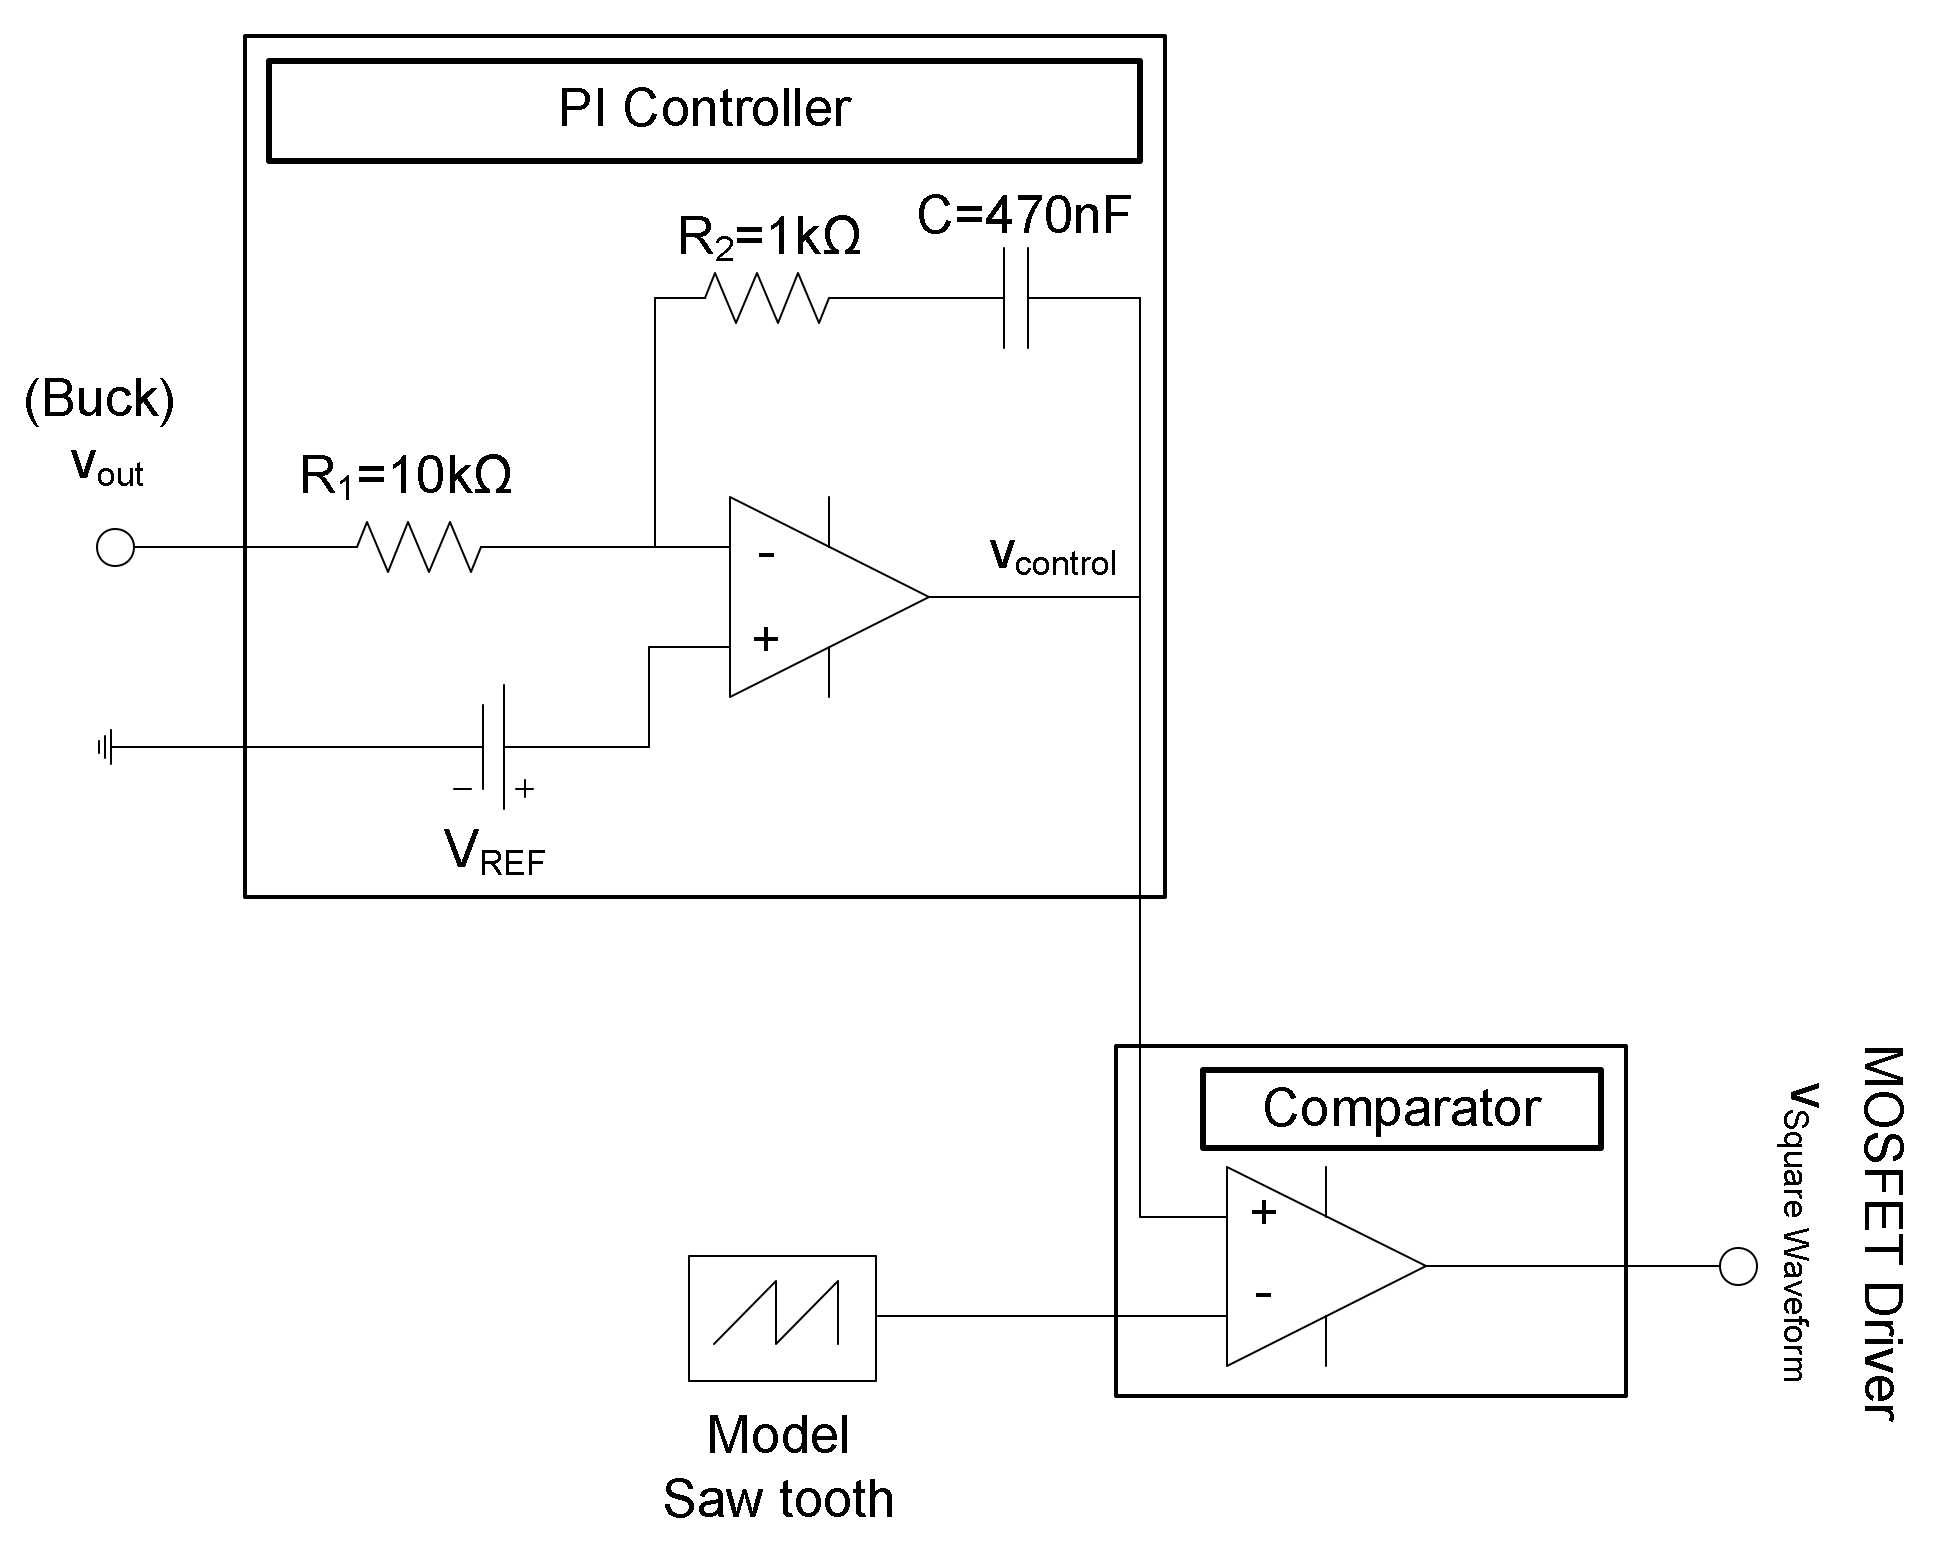 PI Controller
C=470nF
R₂=1kΩ
(Buck)
vout
R₁=10kΩ
-
vcontrol
+
− +
VREF
Comparator
+
-
Model
Saw tooth
vSquare Waveform
MOSFET Driver